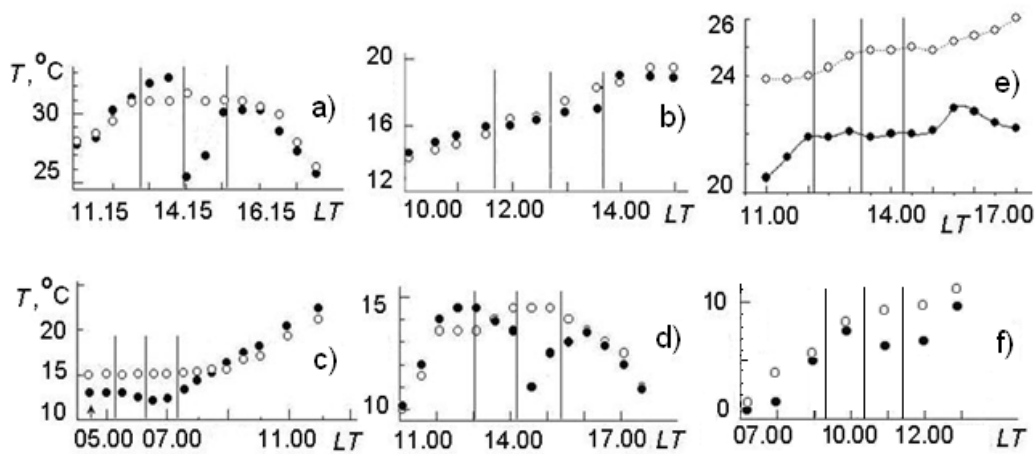 T, °C
30
25
a)
11.15 14.15 16.15 LT
20
16
12
b)
10.00 12.00 14.00 LT
26
24
20
e)
11.00 14.00 17.00
LT
T, °C
20
15
10
c)
05.00 07.00 11.00 LT
15
10
d)
11.00 14.00 17.00 LT
10
0
f)
07.00 10.00 12.00 LT